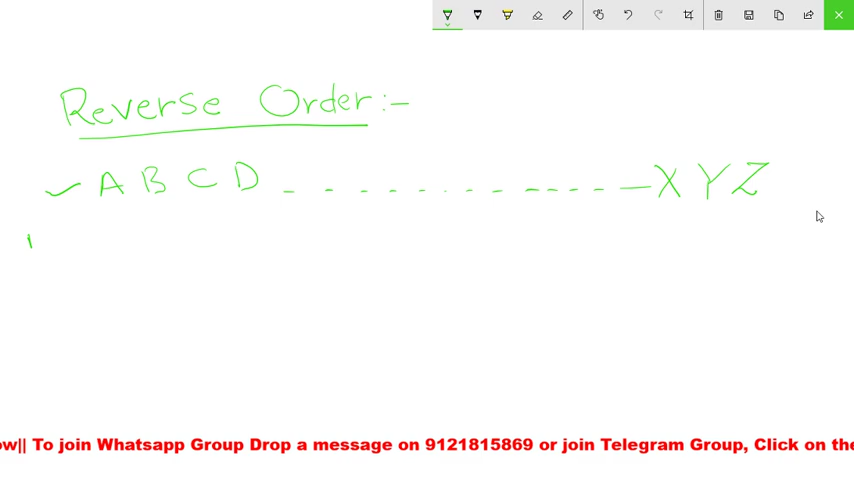 Reverse Order:-
A B C D - - - - - - - - - - - - - X Y Z
ow|| To join Whatsapp Group Drop a message on 9121815869 or join Telegram Group, Click on the